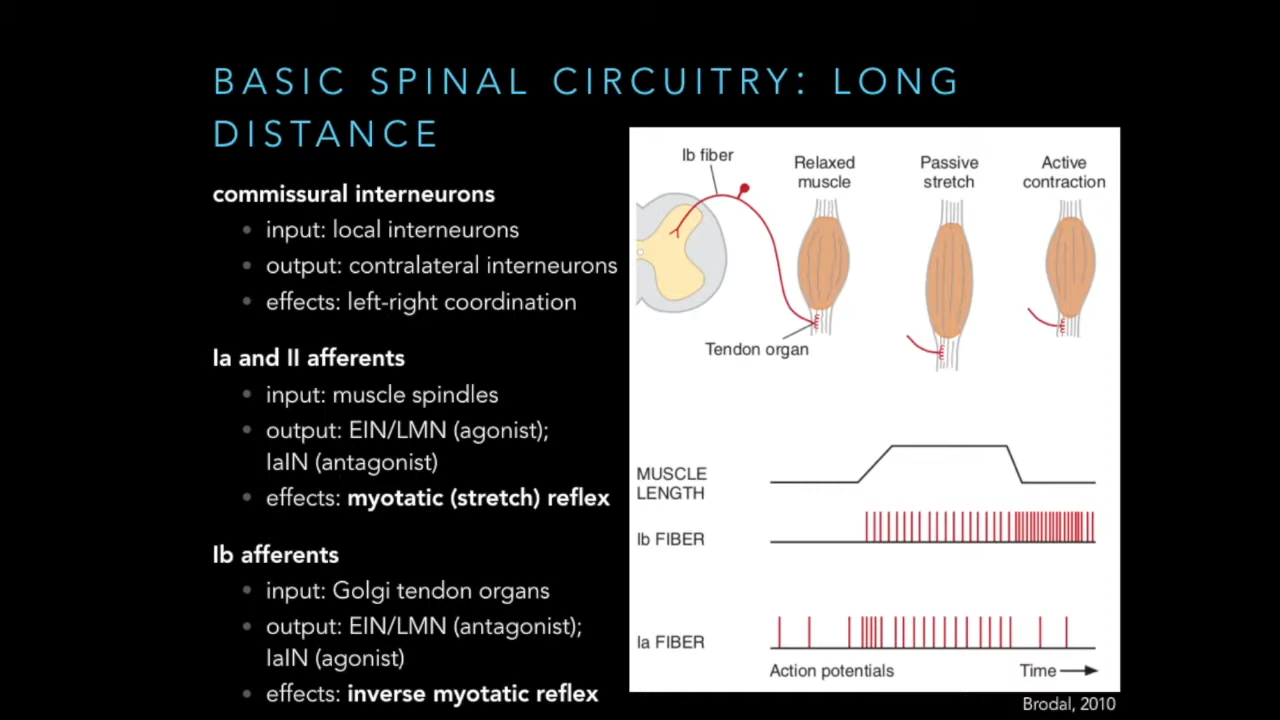 BASIC SPINAL CIRCUITRY: LONG
DISTANCE
commissural interneurons
• input: local interneurons
• output: contralateral interneurons
• effects: left-right coordination
Ia and II afferents
• input: muscle spindles
• output: EIN/LMN (agonist);
IaIN (antagonist)
• effects: myotatic (stretch) reflex
Ib afferents
• input: Golgi tendon organs
• output: EIN/LMN (antagonist);
IaIN (agonist)
• effects: inverse myotatic reflex
Ib fiber
Relaxed
muscle
Passive
stretch
Active
contraction
Tendon organ
MUSCLE
LENGTH
Ib FIBER
Ia FIBER
Action potentials
Time
Brodal, 2010